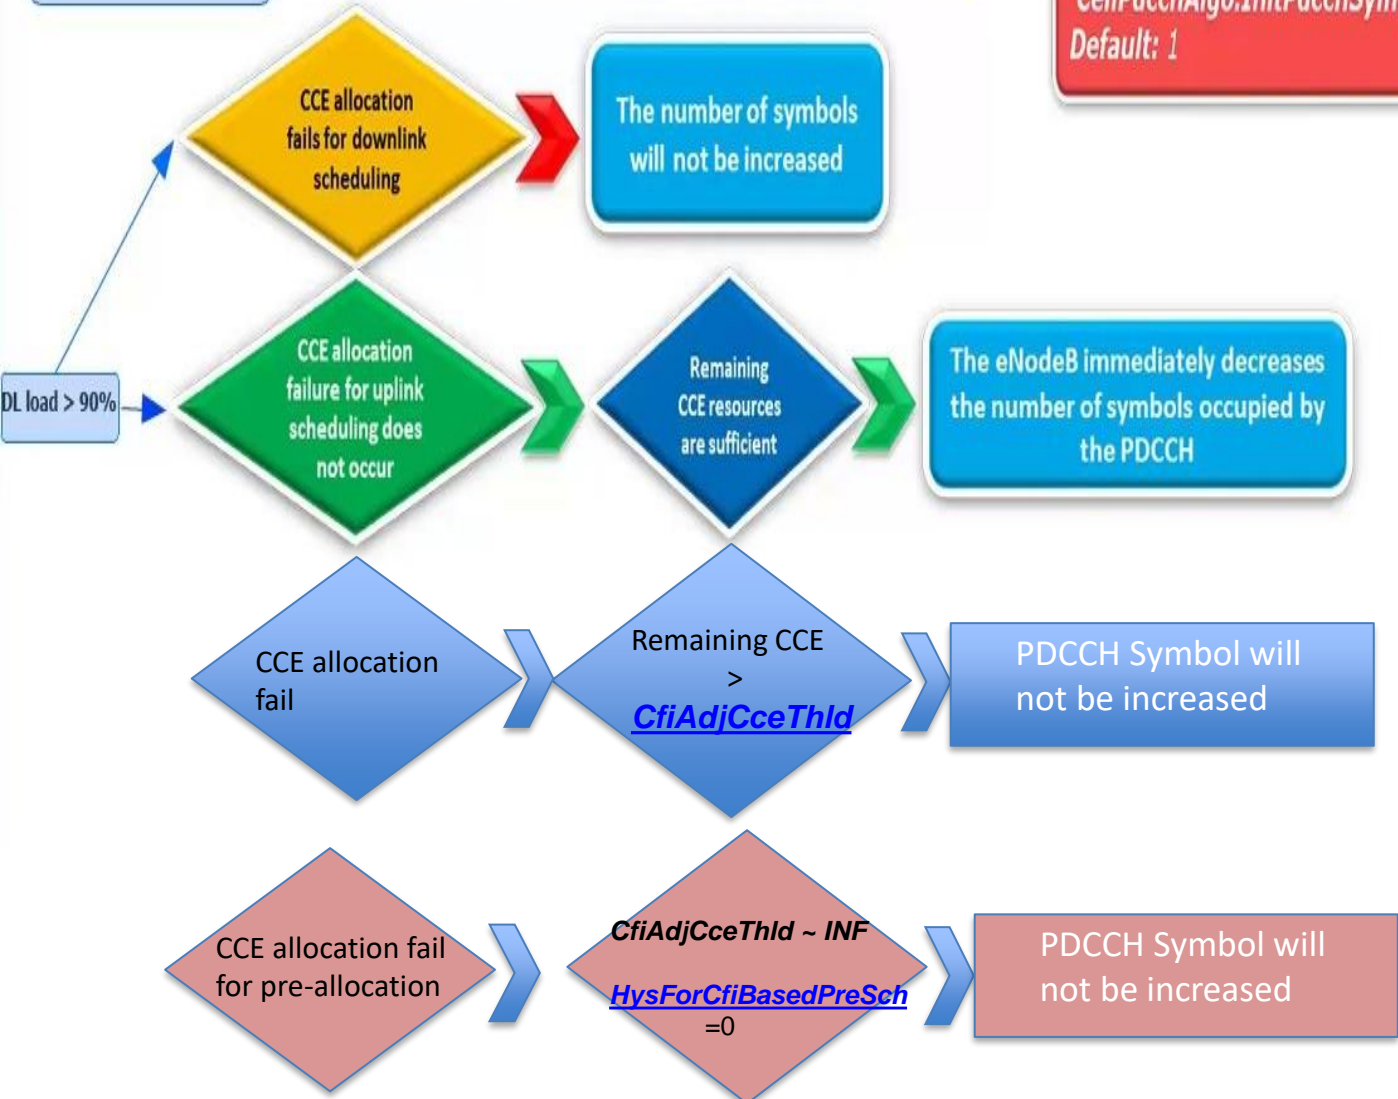 Default: 1
CCE allocation
fails for downlink
scheduling
The number of symbols
will not be increased
DL load > 90%
CCE allocation
failure for uplink
scheduling does
not occur
Remaining
CCE resources
are sufficient
The eNodeB immediately decreases
the number of symbols occupied by
the PDCCH
CCE allocation
fail
Remaining CCE
>
CfiAdjCceThld
PDCCH Symbol will
not be increased
CCE allocation fail
for pre-allocation
CfiAdjCceThld ~ INF
HysForCfiBasedPreSch
=0
PDCCH Symbol will
not be increased